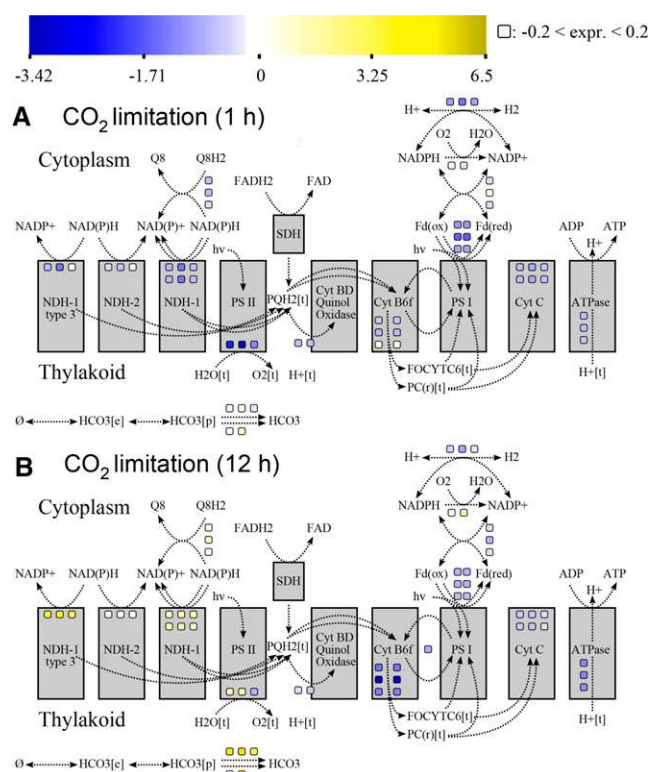 -3.42 -1.71 0 3.25 6.5
: -0.2 < expr. < 0.2
A CO2 limitation (1 h)
H+ H2
O2 H2O
NADPH NADP+
Cytoplasm
Q8 Q8H2
FADH2 FAD
NADP+ NAD(P)H NAD(P)+ NAD(P)H
SDH
Fd(ox) Fd(red)
ADP ATP
hν hν H+
NDH-1 type 3
NDH-2
NDH-1
PS II
PQH2[t]
Cyt BD Quinol Oxidase
Cyt B6f
PS I
Cyt C
ATPase
Thylakoid
H2O[t] O2[t] H+[t]
FOCYTC6[t]
PC(r)[t]
H+[t]
Ø HCO3[e] HCO3[p] HCO3
B CO2 limitation (12 h)
H+ H2
O2 H2O
NADPH NADP+
Cytoplasm
Q8 Q8H2
FADH2 FAD
NADP+ NAD(P)H NAD(P)+ NAD(P)H
SDH
Fd(ox) Fd(red)
ADP ATP
hν hν H+
NDH-1 type 3
NDH-2
NDH-1
PS II
PQH2[t]
Cyt BD Quinol Oxidase
Cyt B6f
PS I
Cyt C
ATPase
Thylakoid
H2O[t] O2[t] H+[t]
FOCYTC6[t]
PC(r)[t]
H+[t]
Ø HCO3[e] HCO3[p] HCO3